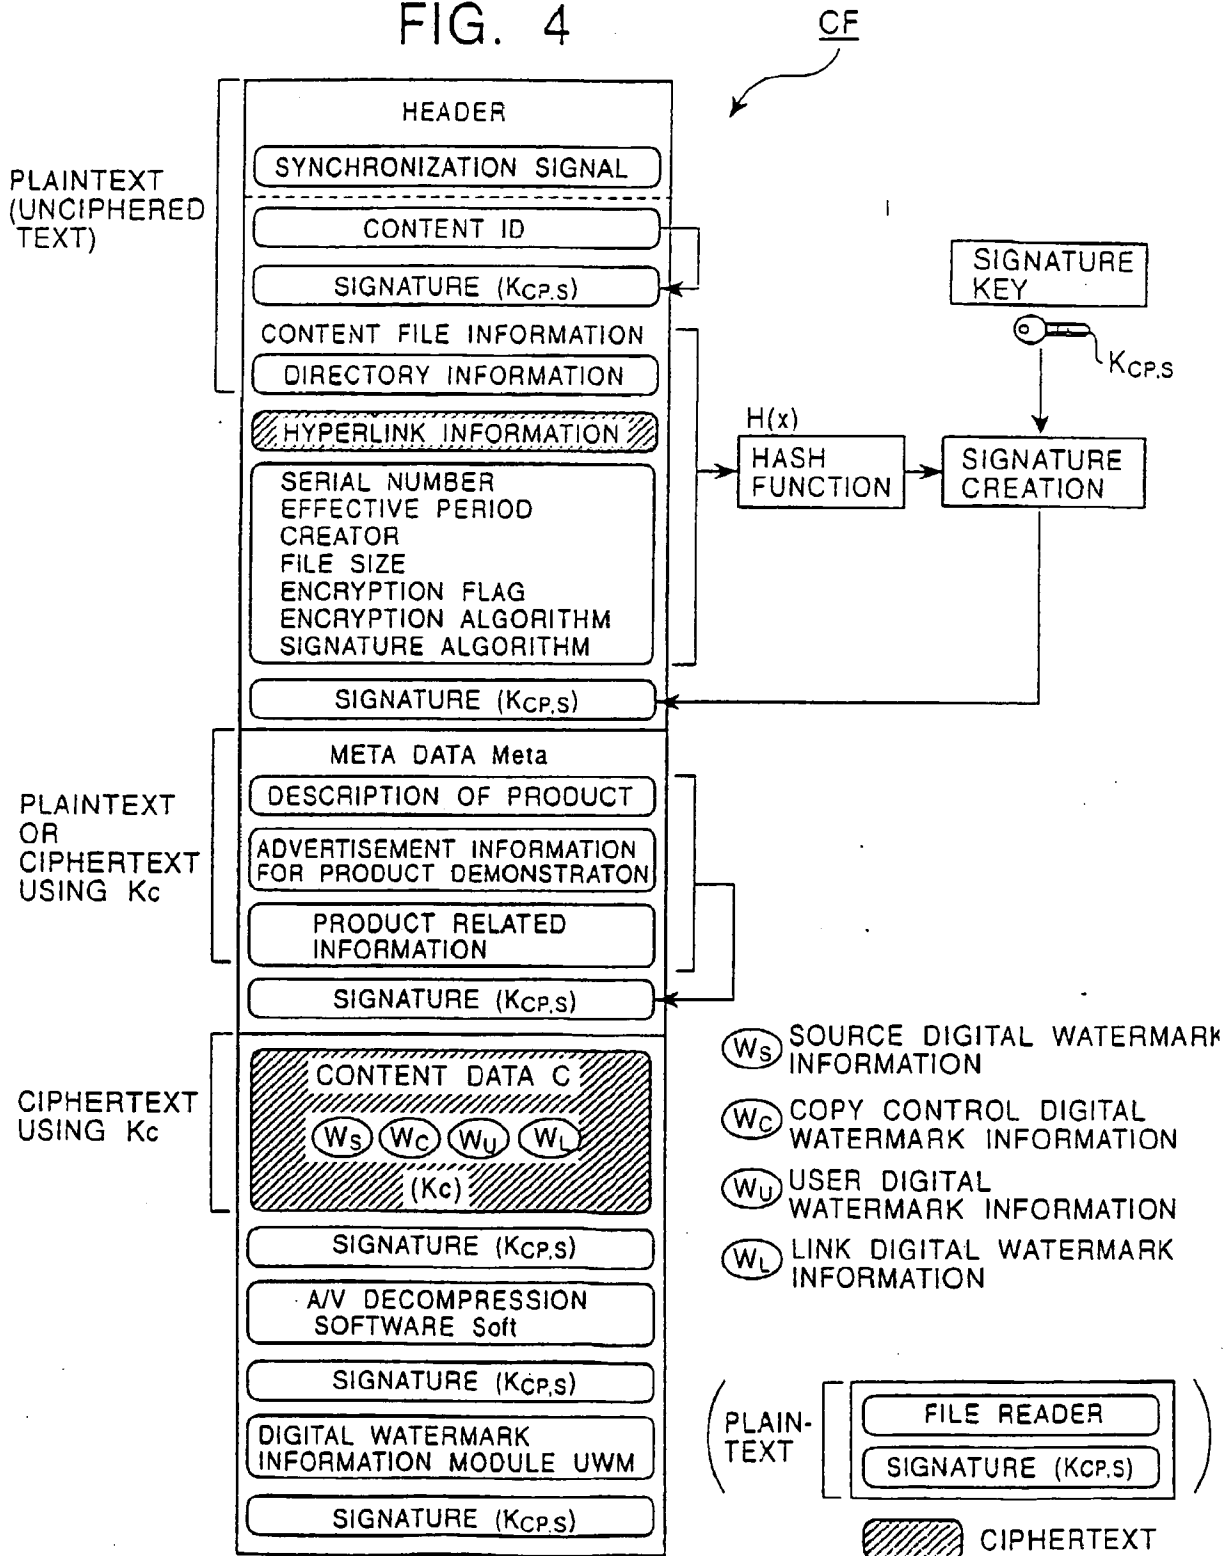 FIG. 4
CF
HEADER
SYNCHRONIZATION SIGNAL
PLAINTEXT
(UNCIPHERED
TEXT)
CONTENT ID
SIGNATURE (KCP,S)
CONTENT FILE INFORMATION
DIRECTORY INFORMATION
HYPERLINK INFORMATION
SERIAL NUMBER
EFFECTIVE PERIOD
CREATOR
FILE SIZE
ENCRYPTION FLAG
ENCRYPTION ALGORITHM
SIGNATURE ALGORITHM
SIGNATURE (KCP,S)
SIGNATURE
KEY
KCP,S
H(x)
HASH
FUNCTION
SIGNATURE
CREATION
PLAINTEXT
OR
CIPHERTEXT
USING Kc
META DATA Meta
DESCRIPTION OF PRODUCT
ADVERTISEMENT INFORMATION
FOR PRODUCT DEMONSTRATON
PRODUCT RELATED
INFORMATION
SIGNATURE (KCP,S)
CIPHERTEXT
USING Kc
CONTENT DATA C
WS WC WU WL
(Kc)
SIGNATURE (KCP,S)
A/V DECOMPRESSION
SOFTWARE Soft
SIGNATURE (KCP,S)
DIGITAL WATERMARK
INFORMATION MODULE UWM
SIGNATURE (KCP,S)
WS SOURCE DIGITAL WATERMARK
INFORMATION
WC COPY CONTROL DIGITAL
WATERMARK INFORMATION
WU USER DIGITAL
WATERMARK INFORMATION
WL LINK DIGITAL WATERMARK
INFORMATION
PLAIN-
TEXT
FILE READER
SIGNATURE (KCP,S)
CIPHERTEXT